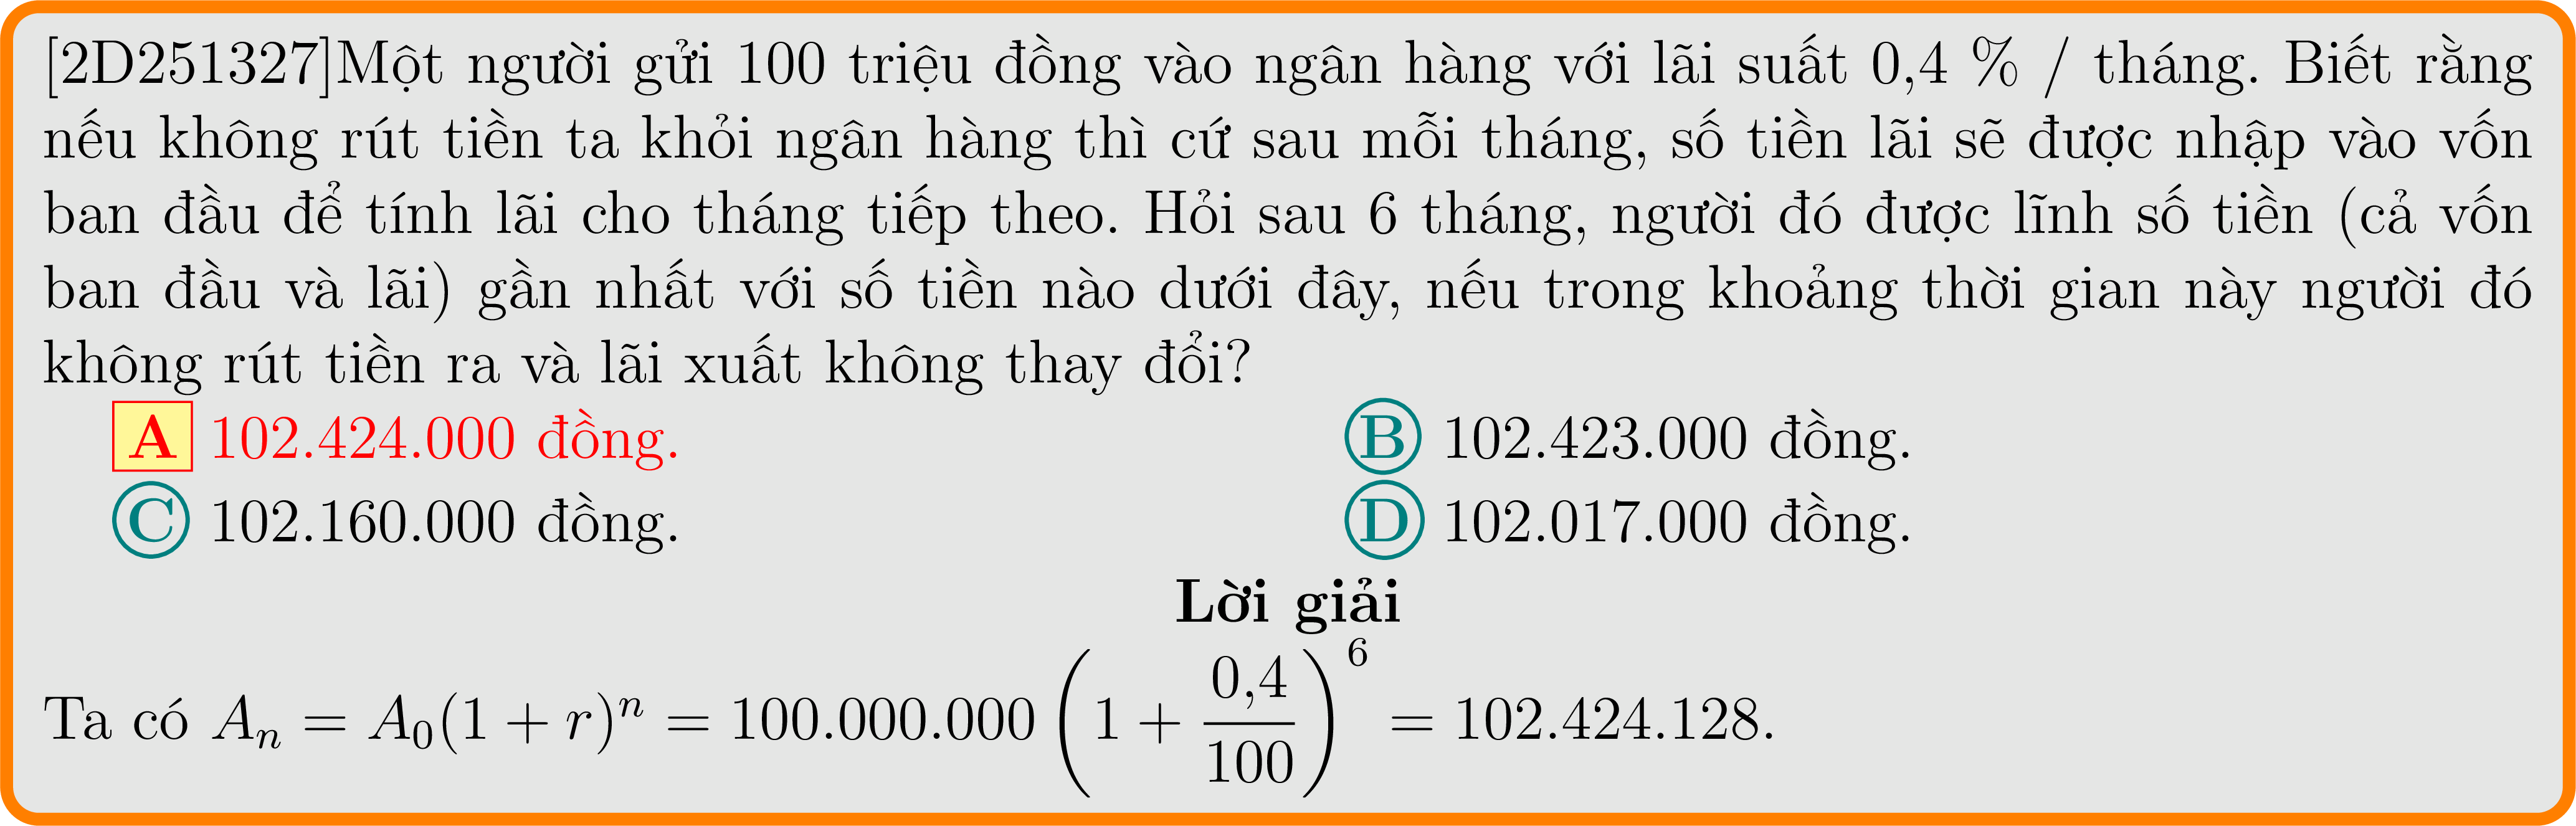 [2D251327]Một người gửi 100 triệu đồng vào ngân hàng với lãi suất 0,4 % / tháng. Biết rằng
nếu không rút tiền ta khỏi ngân hàng thì cứ sau mỗi tháng, số tiền lãi sẽ được nhập vào vốn
ban đầu để tính lãi cho tháng tiếp theo. Hỏi sau 6 tháng, người đó được lĩnh số tiền (cả vốn
ban đầu và lãi) gần nhất với số tiền nào dưới đây, nếu trong khoảng thời gian này người đó
không rút tiền ra và lãi xuất không thay đổi?
A 102.424.000 đồng. B 102.423.000 đồng.
C 102.160.000 đồng. D 102.017.000 đồng.
Lời giải
Ta có $A_n = A_0(1 + r)^n = 100.000.000 \left(1 + \frac{0,4}{100}\right)^6 = 102.424.128.$